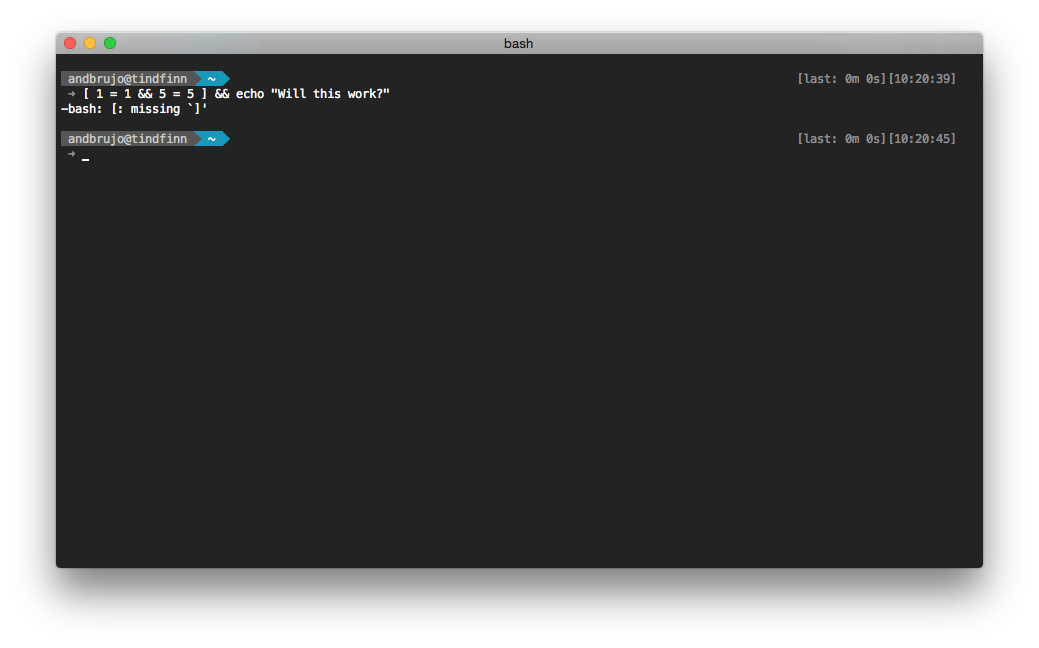 bash
andbrujo@tindfinn ~ [last: 0m 0s][10:20:39]
➜ [ 1 = 1 && 5 = 5 ] && echo "Will this work?"
-bash: [: missing `]'
andbrujo@tindfinn ~ [last: 0m 0s][10:20:45]
➜ _